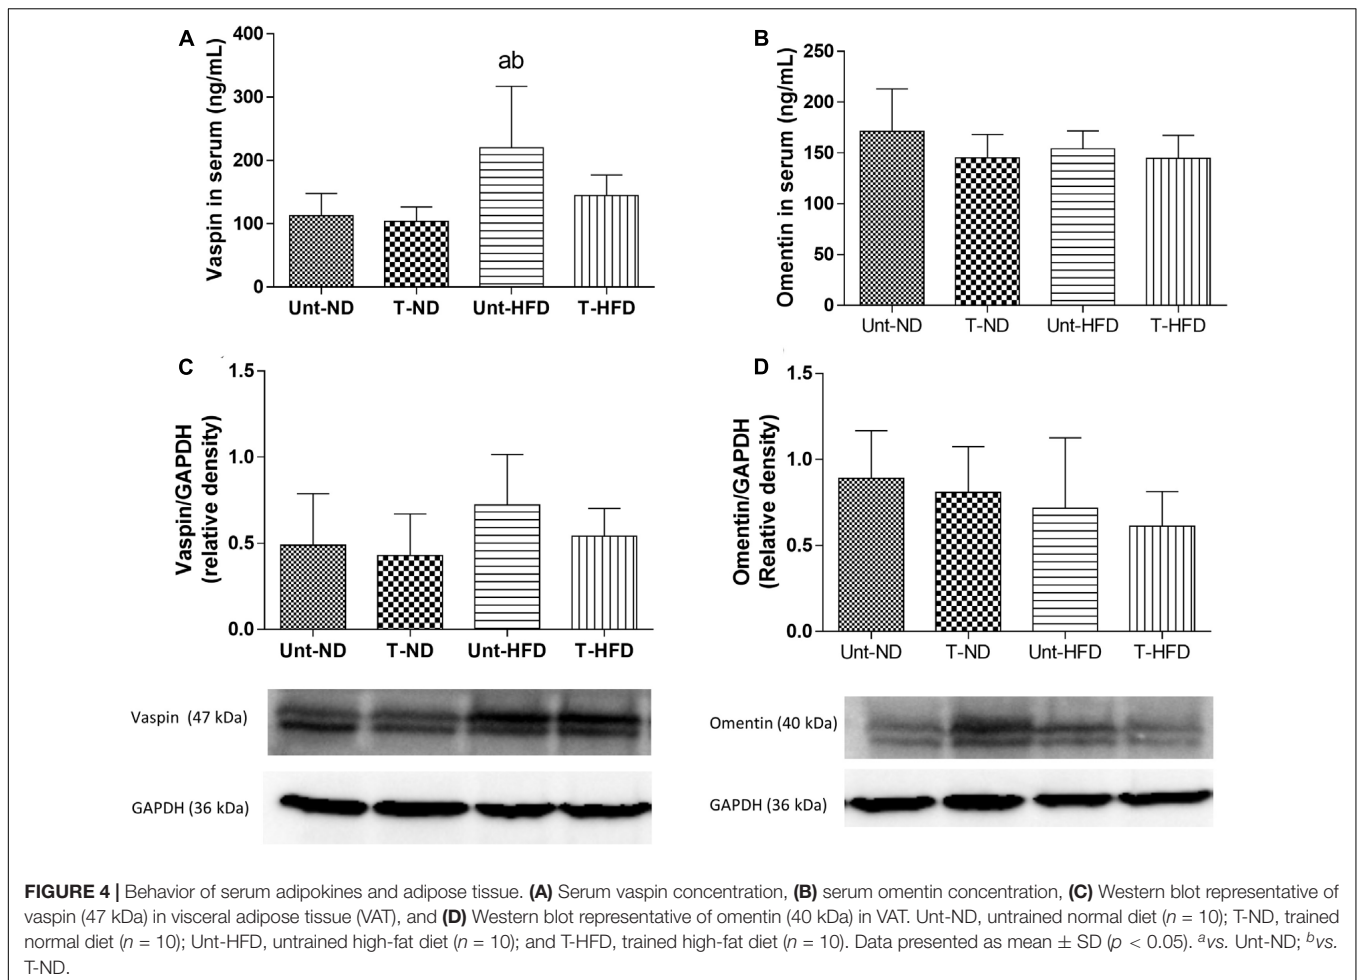 A
Vaspin in serum (ng/mL)
400
300
200
100
0
ab
Unt-ND T-ND Unt-HFD T-HFD
B
Omentin in serum (ng/mL)
250
200
150
100
50
0
Unt-ND T-ND Unt-HFD T-HFD
C
Vaspin/GAPDH
(relative density)
1.5
1.0
0.5
0.0
Unt-ND T-ND Unt-HFD T-HFD
Vaspin (47 kDa)
GAPDH (36 kDa)
D
Omentin/GAPDH
(Relative density)
1.5
1.0
0.5
0.0
Unt-ND T-ND Unt-HFD T-HFD
Omentin (40 kDa)
GAPDH (36 kDa)
FIGURE 4 | Behavior of serum adipokines and adipose tissue. (A) Serum vaspin concentration, (B) serum omentin concentration, (C) Western blot representative of
vaspin (47 kDa) in visceral adipose tissue (VAT), and (D) Western blot representative of omentin (40 kDa) in VAT. Unt-ND, untrained normal diet (n = 10); T-ND, trained
normal diet (n = 10); Unt-HFD, untrained high-fat diet (n = 10); and T-HFD, trained high-fat diet (n = 10). Data presented as mean ± SD (p < 0.05). ᵃvs. Unt-ND; ᵇvs.
T-ND.